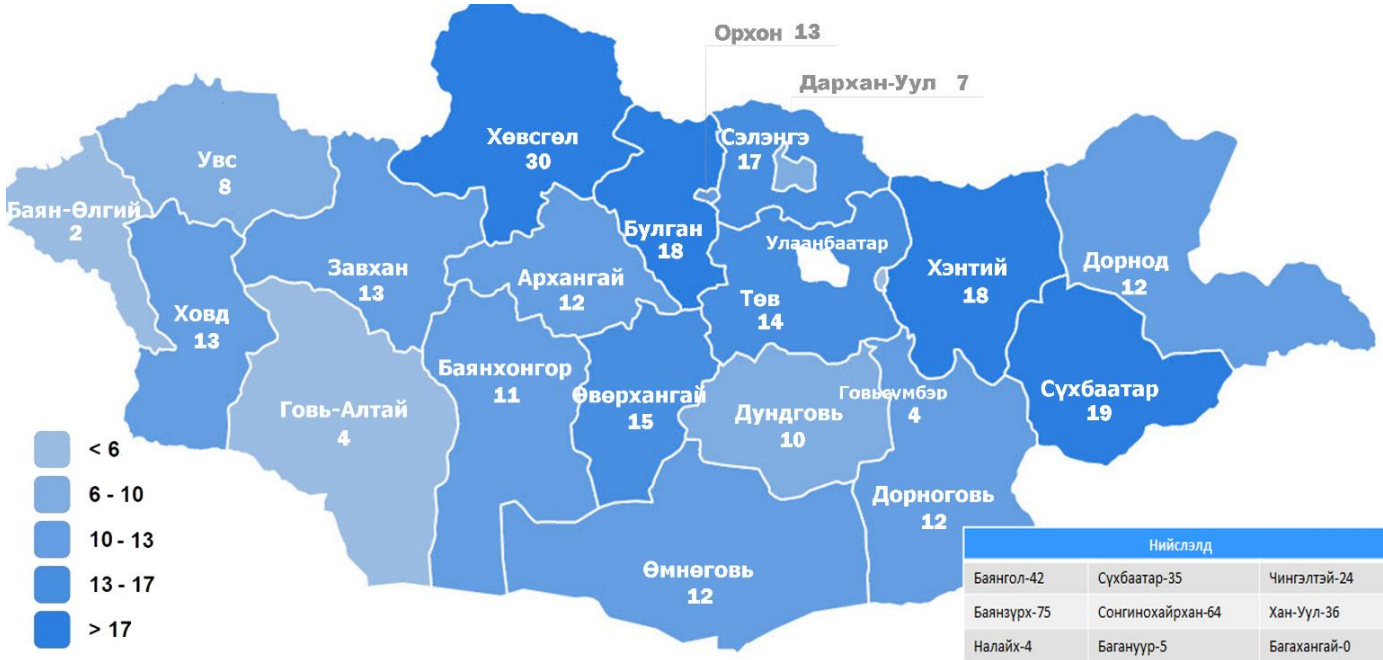 Орхон 13
Дархан-Уул 7
Хөвсгөл
30
Сэлэнгэ
17
Увс
8
Баян-Өлгий
2
Булган
18
Улаанбаатар
Хэнтий
18
Дорнод
12
Завхан
13
Архангай
12
Ховд
13
Төв
14
Баянхонгор
11
Өвөрхангай
15
Говьсүмбэр
4
Сүхбаатар
19
Говь-Алтай
4
Дундговь
10
Дорноговь
12
Өмнөговь
12
< 6
6 - 10
10 - 13
13 - 17
> 17
Нийслэлд
Баянгол-42 Сүхбаатар-35 Чингэлтэй-24
Баянзүрх-75 Сонгинохайрхан-64 Хан-Уул-36
Налайх-4 Багануур-5 Багахангай-0